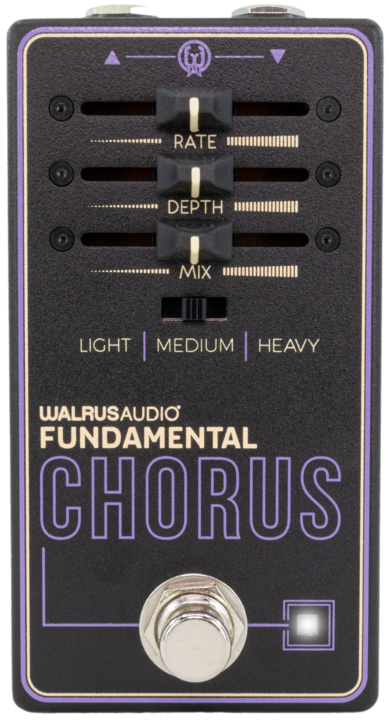 RATE
DEPTH
MIX
LIGHT | MEDIUM | HEAVY
WALRUSAUDIO
FUNDAMENTAL
CHORUS